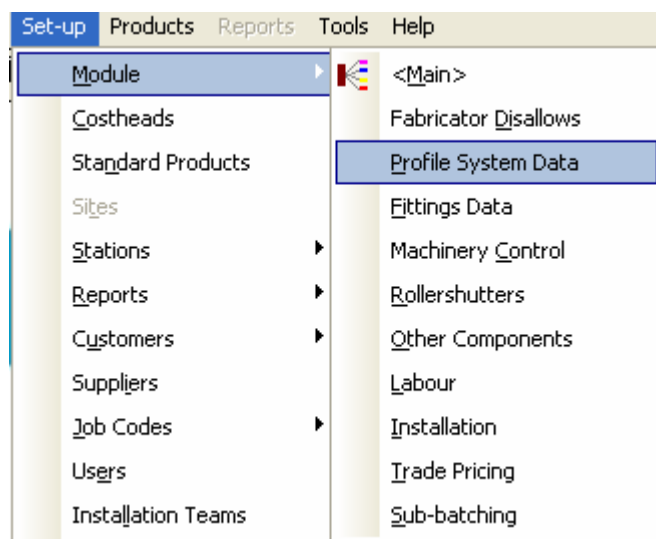 Set-up Products Reports Tools Help
Module
Costheads
Standard Products
Sites
Stations
Reports
Customers
Suppliers
Job Codes
Users
Installation Teams
<Main>
Fabricator Disallows
Profile System Data
Fittings Data
Machinery Control
Rollershutters
Other Components
Labour
Installation
Trade Pricing
Sub-batching